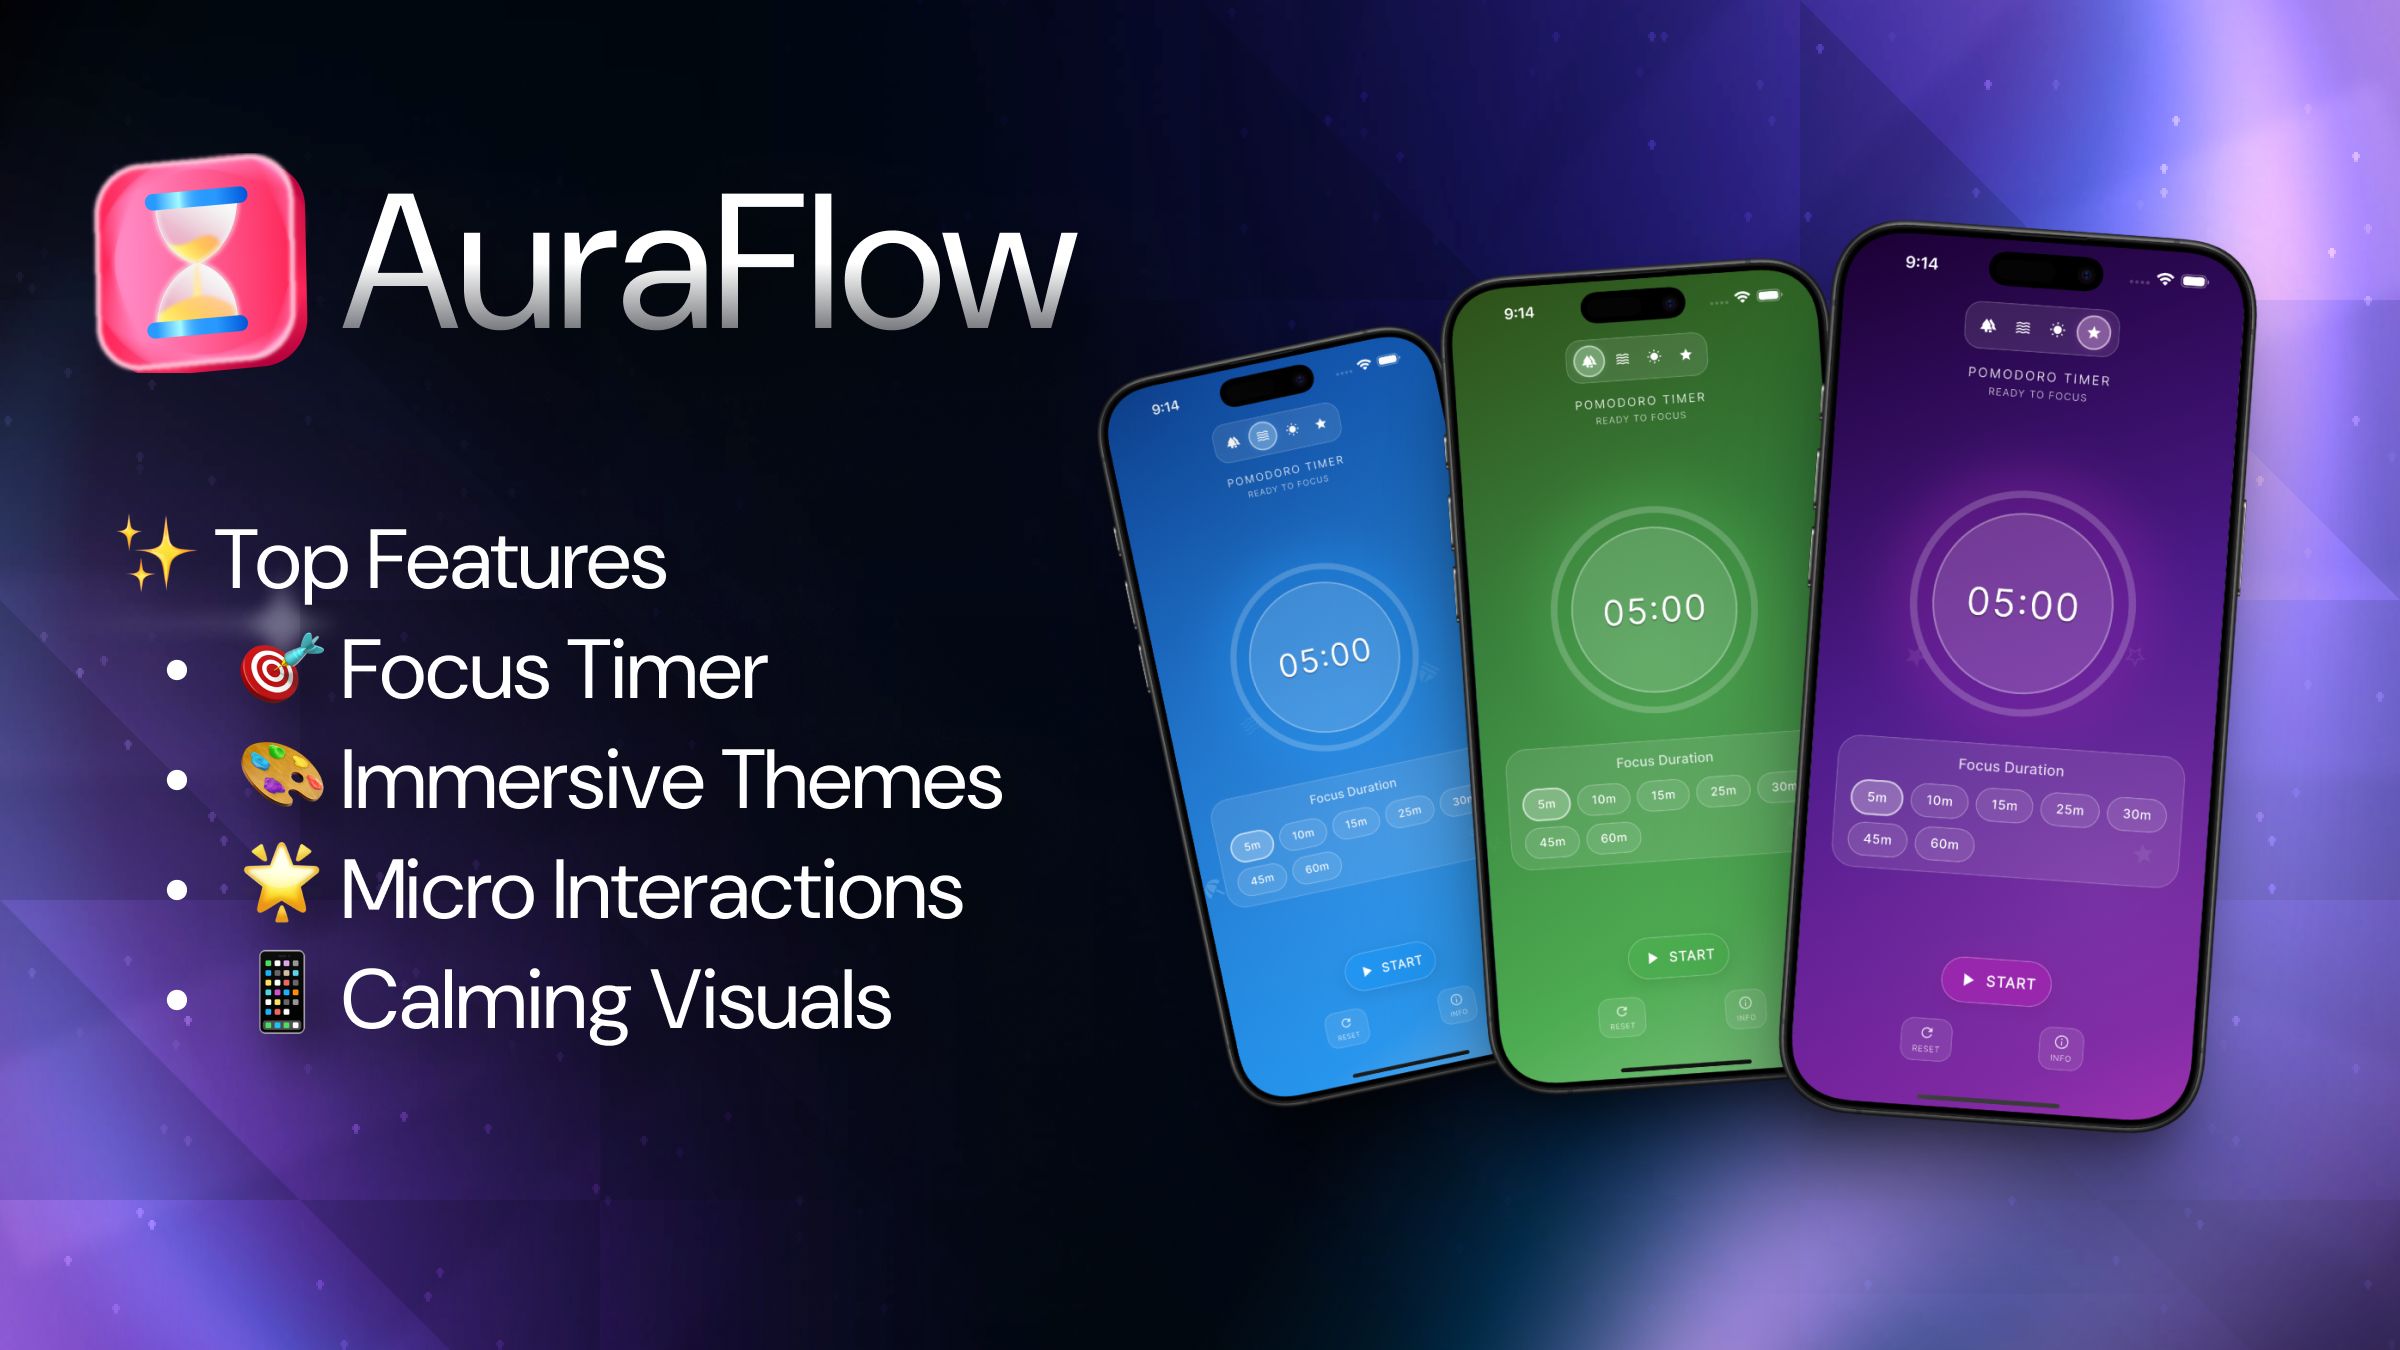 AuraFlow
✨ Top Features
• 🎯 Focus Timer
• 🎨 Immersive Themes
• 🌟 Micro Interactions
• 📱 Calming Visuals
9:14
POMODORO TIMER
READY TO FOCUS
05:00
Focus Duration
5m 10m 15m 25m 30m
45m 60m
START
RESET INFO
9:14
POMODORO TIMER
READY TO FOCUS
05:00
Focus Duration
5m 10m 15m 25m 30m
45m 60m
START
RESET INFO
9:14
POMODORO TIMER
READY TO FOCUS
05:00
Focus Duration
5m 10m 15m 25m 30m
45m 60m
START
RESET INFO